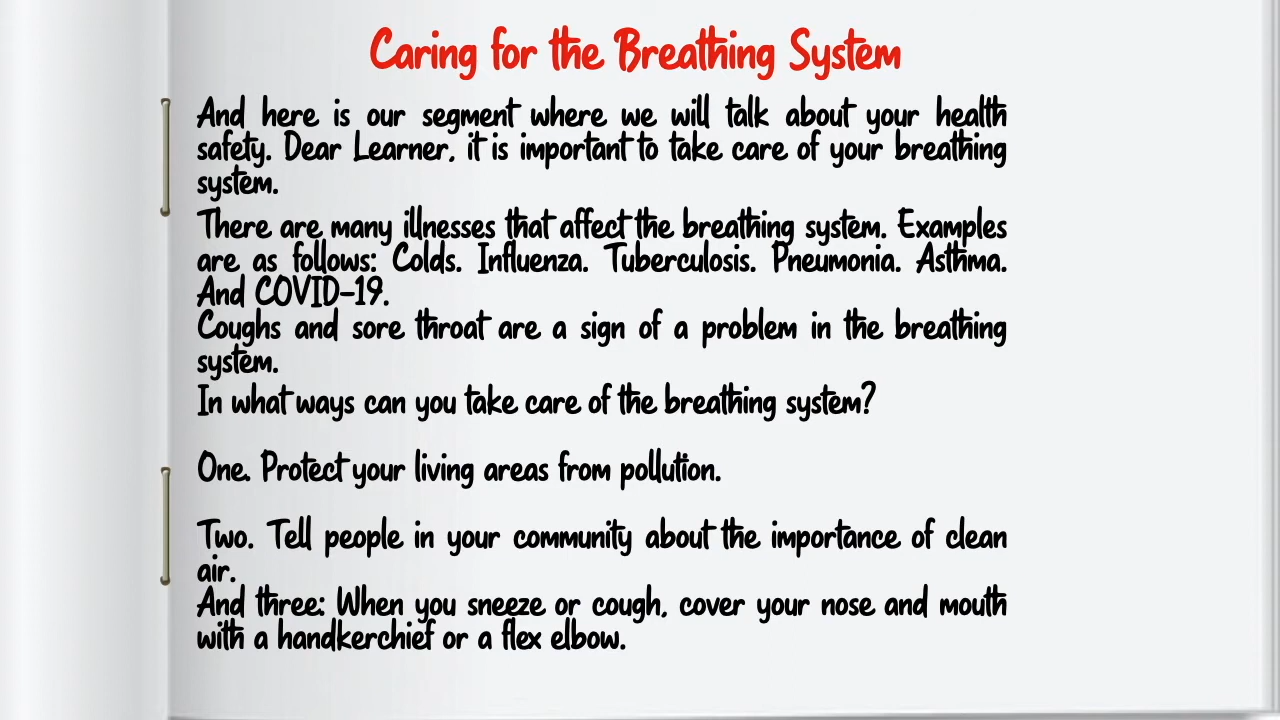 Caring for the Breathing System
And here is our segment where we will talk about your health
safety. Dear Learner, it is important to take care of your breathing
system.
There are many illnesses that affect the breathing system. Examples
are as follows: Colds. Influenza. Tuberculosis. Pneumonia. Asthma.
And COVID-19.
Coughs and sore throat are a sign of a problem in the breathing
system.
In what ways can you take care of the breathing system?
One. Protect your living areas from pollution.
Two. Tell people in your community about the importance of clean
air.
And three: When you sneeze or cough, cover your nose and mouth
with a handkerchief or a flex elbow.